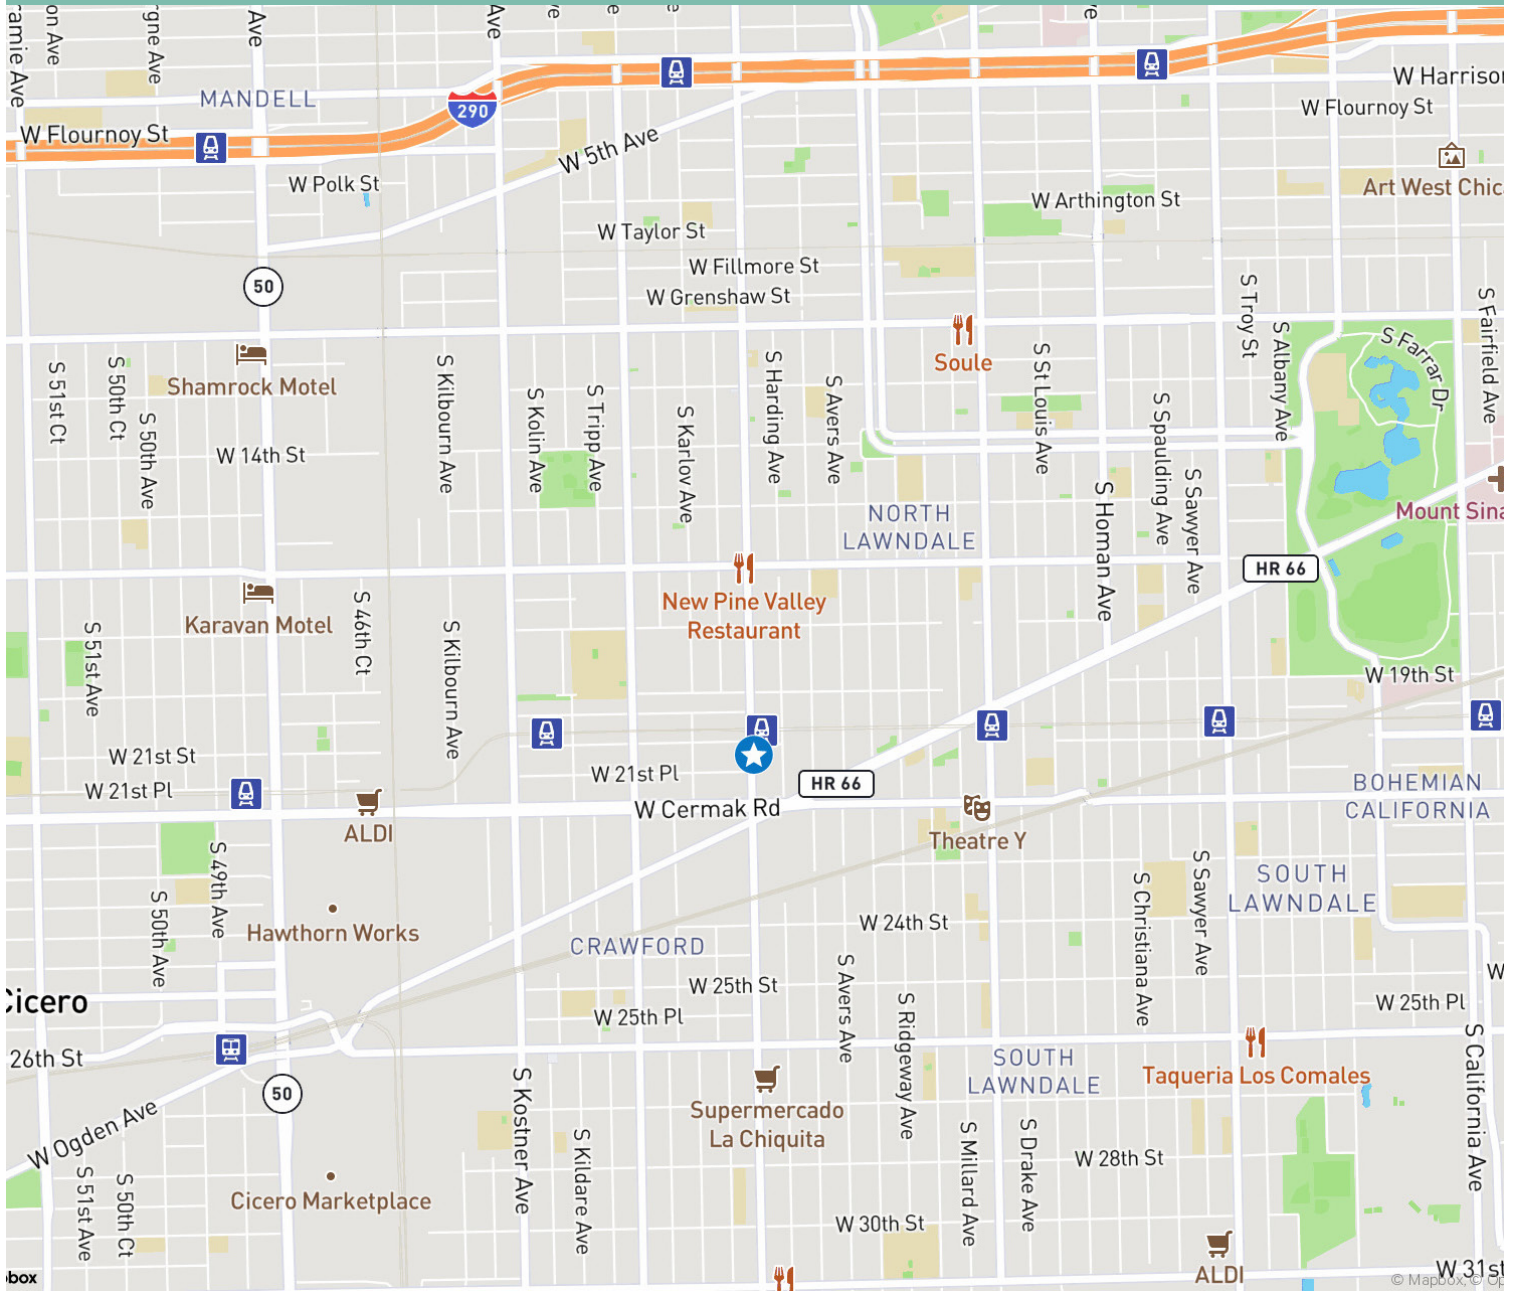 Ave
Ave
W Harrison
MANDELL
290
W Flournoy St
W Flournoy St
W 5th Ave
W Polk St
Art West Chic
W Arthington St
W Taylor St
W Fillmore St
W Grenshaw St
50
S Troy St
S Albany Ave
S Fairfield Ave
S Farrar Dr
Soule
Shamrock Motel
S 51st Ct
S 50th Ct
S 50th Ave
S Kilbourn Ave
S Kolin Ave
S Tripp Ave
S Karlov Ave
S Harding Ave
S Avers Ave
S St Louis Ave
S Spaulding Ave
S Sawyer Ave
S Homan Ave
W 14th St
NORTH
LAWNDALE
Mount Sina
HR 66
New Pine Valley
Restaurant
Karavan Motel
S 46th Ct
S 51st Ave
S Kilbourn Ave
W 19th St
W 21st St
W 21st Pl
W 21st Pl
HR 66
W Cermak Rd
BOHEMIAN
CALIFORNIA
ALDI
Theatre Y
S 49th Ave
S 50th Ave
SOUTH
LAWNDALE
S Christiana Ave
S Sawyer Ave
Hawthorn Works
W 24th St
CRAWFORD
W 25th St
W 25th Pl
S Avers Ave
S Ridgeway Ave
Cicero
W 25th Pl
26th St
SOUTH
LAWNDALE
Taqueria Los Comales
S California Ave
50
Supermercado
La Chiquita
W Ogden Ave
S Kostner Ave
S Kildare Ave
S Millard Ave
S Drake Ave
W 28th St
S 51st Ave
S 50th Ct
Cicero Marketplace
W 30th St
ALDI
W 31st
pbox
© Mapbox, © Op